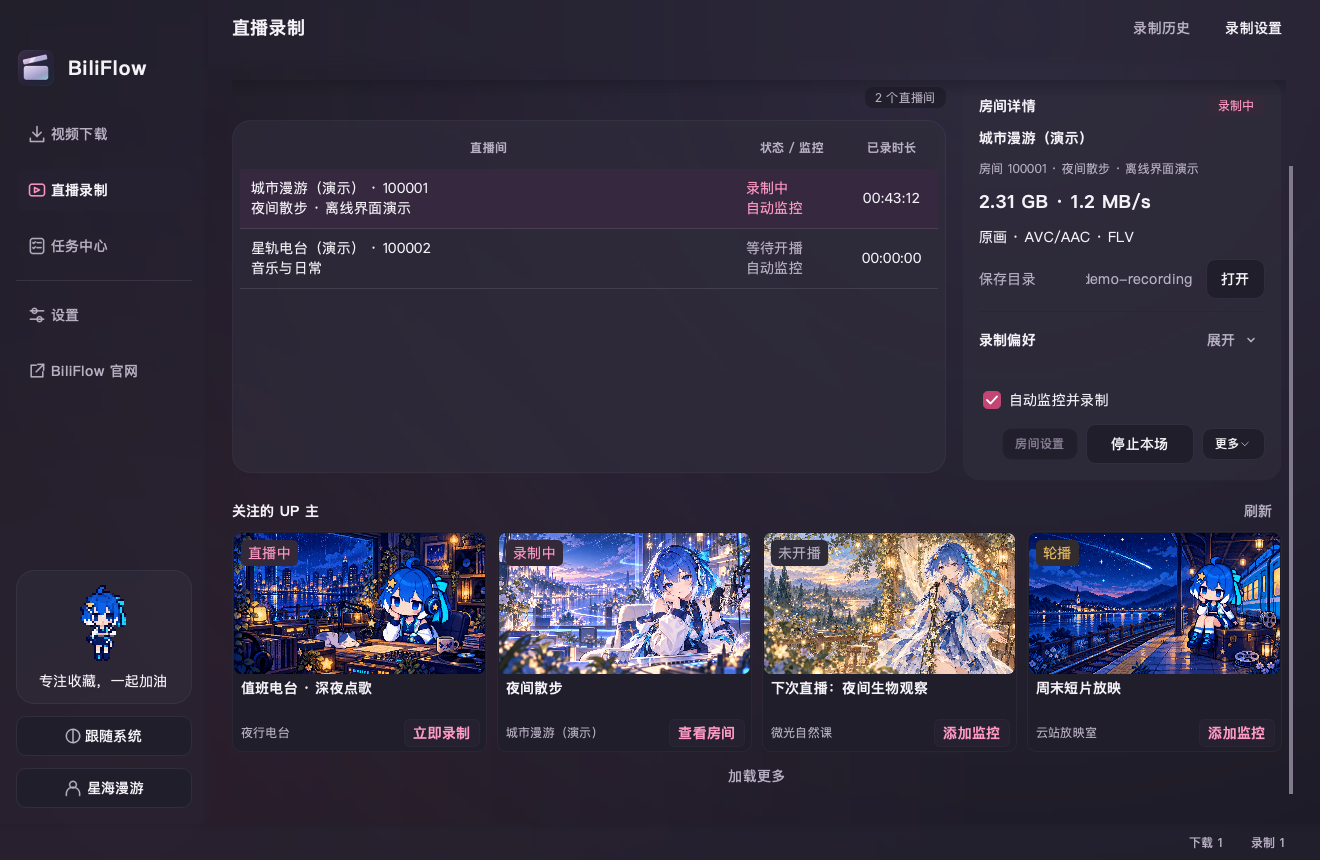 BiliFlow
视频下载
直播录制
任务中心
设置
BiliFlow 官网
专注收藏，一起加油
跟随系统
星海漫游
直播录制
录制历史
录制设置
2 个直播间
直播间
状态 / 监控
已录时长
城市漫游（演示） · 100001
夜间散步 · 离线界面演示
录制中
自动监控
00:43:12
星轨电台（演示） · 100002
音乐与日常
等待开播
自动监控
00:00:00
房间详情
录制中
城市漫游（演示）
房间 100001 · 夜间散步 · 离线界面演示
2.31 GB · 1.2 MB/s
原画 · AVC/AAC · FLV
保存目录
demo-recording
打开
录制偏好
展开
自动监控并录制
房间设置
停止本场
更多
关注的 UP 主
刷新
直播中
值班电台 · 深夜点歌
夜行电台
立即录制
录制中
夜间散步
城市漫游（演示）
查看房间
未开播
下次直播：夜间生物观察
微光自然课
添加监控
轮播
周末短片放映
云站放映室
添加监控
加载更多
下载 1
录制 1